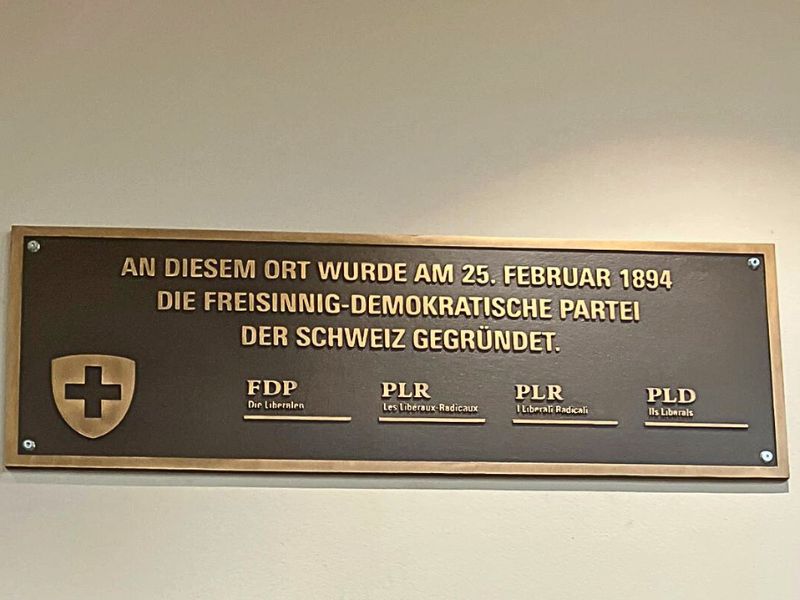 AN DIESEM ORT WURDE AM 25. FEBRUAR 1894
DIE FREISINNIG-DEMOKRATISCHE PARTEI
DER SCHWEIZ GEGRÜNDET.
FDP
Die Liberalen
PLR
Les Libéraux-Radicaux
PLR
I Liberali Radicali
PLD
Ils Liberals